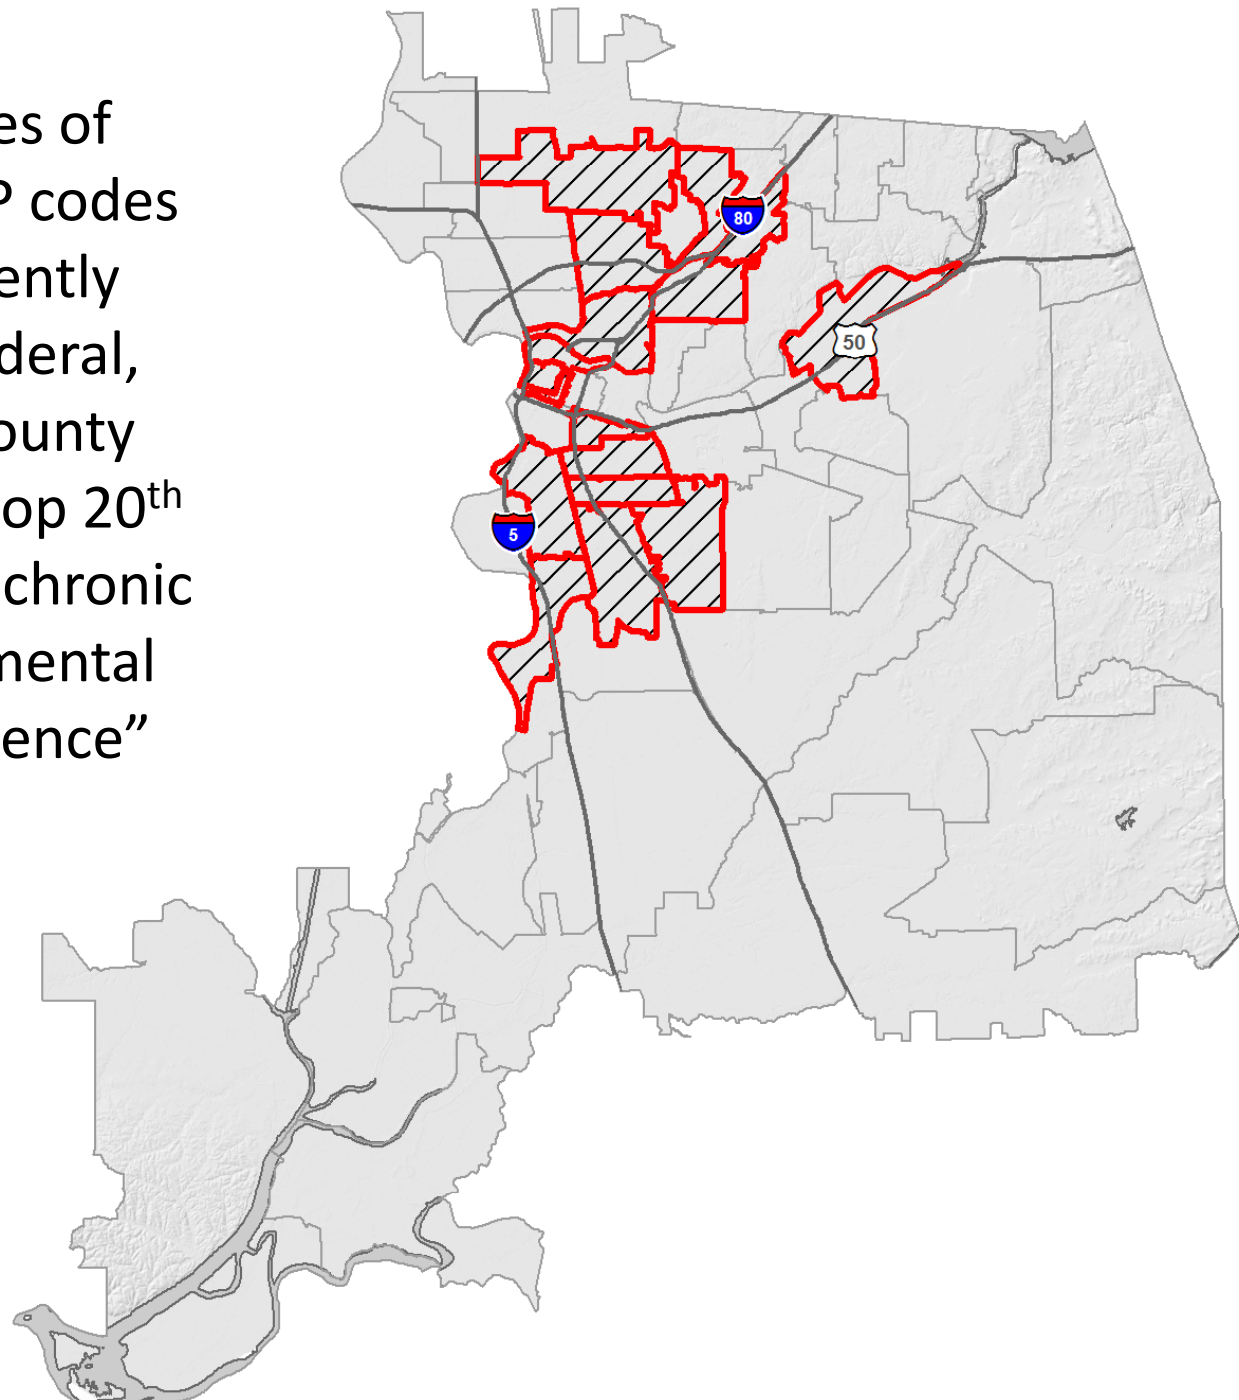 es of
P codes
ently
deral,
ounty
op 20th
chronic
mental
ence”
80
50
5